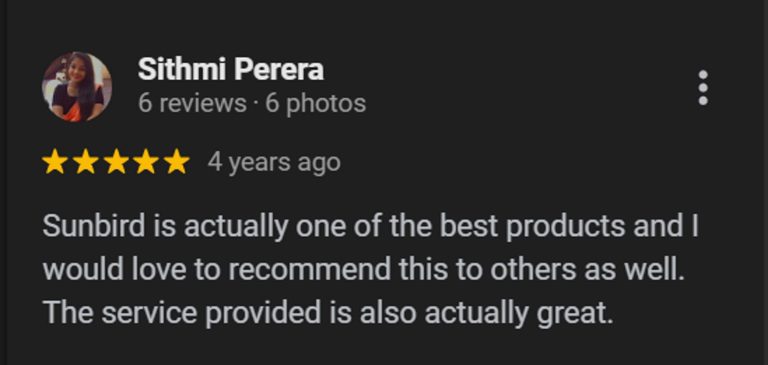 Sithmi Perera
6 reviews · 6 photos
4 years ago
Sunbird is actually one of the best products and I
would love to recommend this to others as well.
The service provided is also actually great.